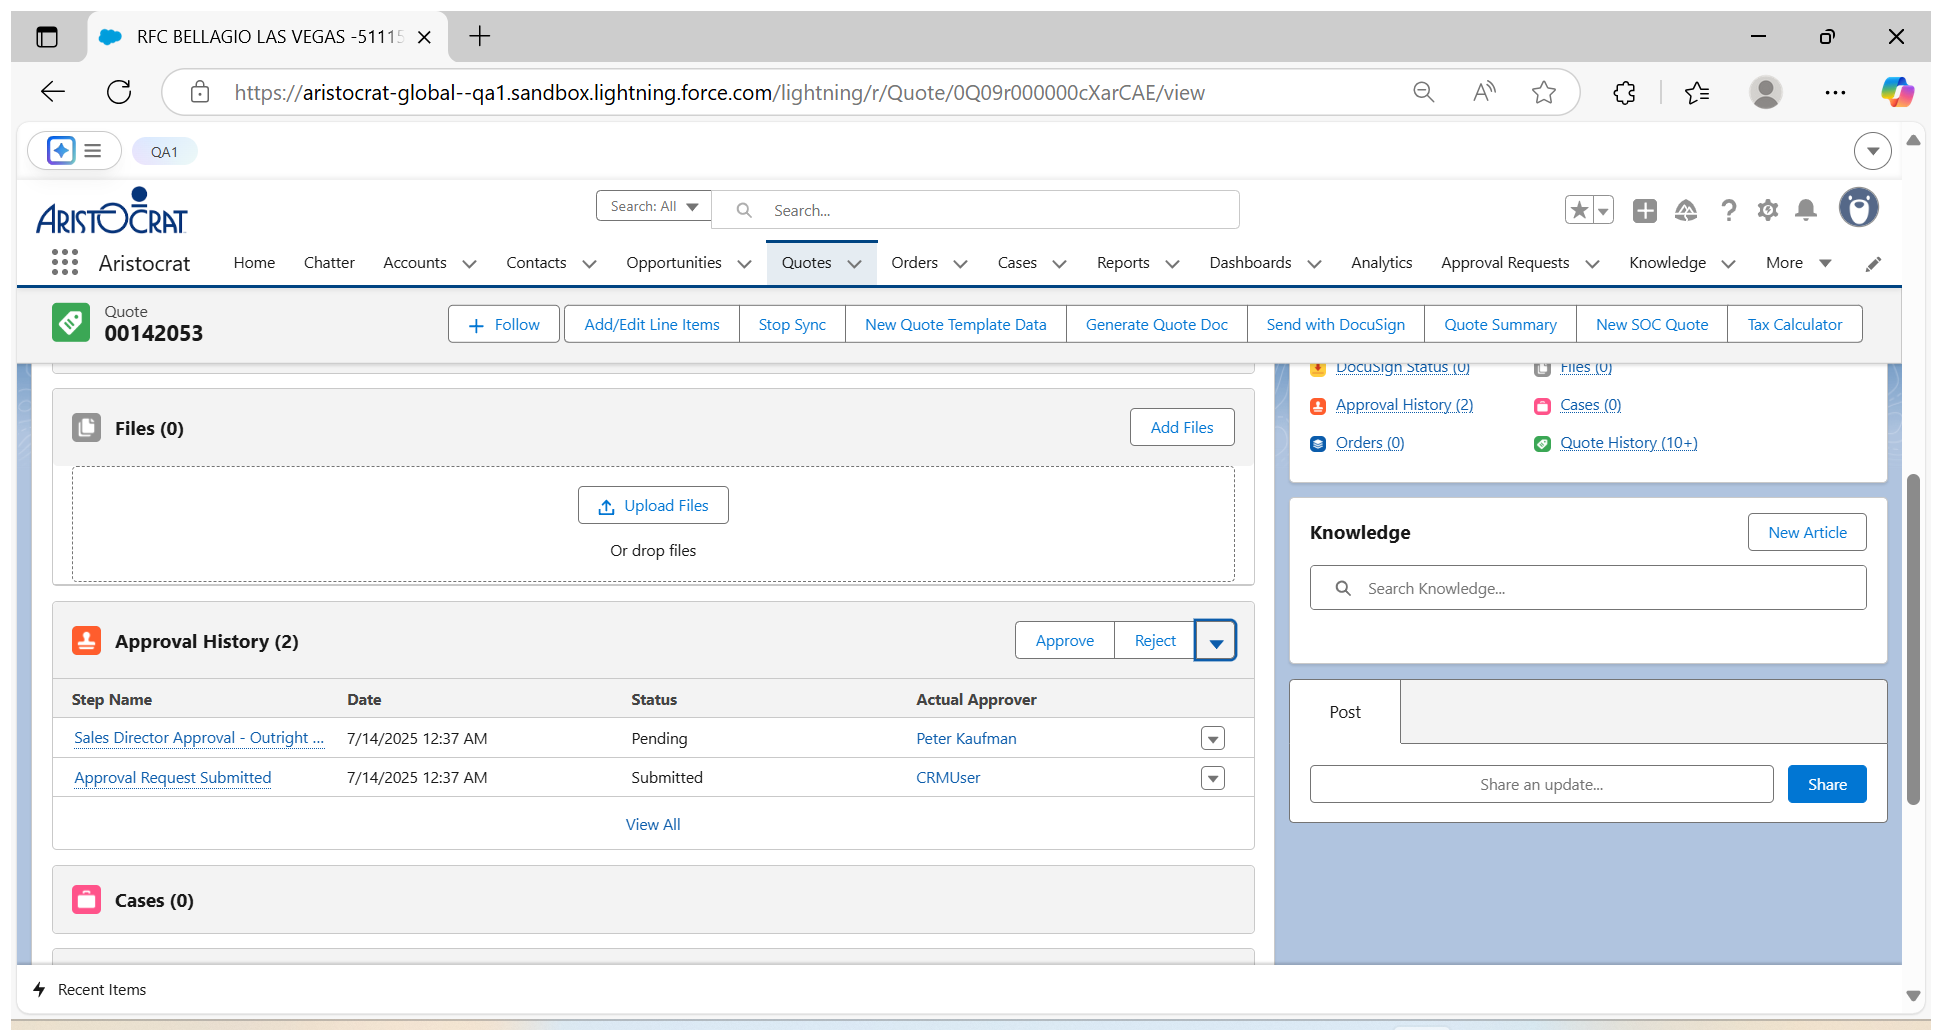 RFC BELLAGIO LAS VEGAS -51115
https://aristocrat-global--qa1.sandbox.lightning.force.com/lightning/r/Quote/0Q09r000000cXarCAE/view
QA1
ARISTOCRAT
Search: All
Search...
Aristocrat
Home
Chatter
Accounts
Contacts
Opportunities
Quotes
Orders
Cases
Reports
Dashboards
Analytics
Approval Requests
Knowledge
More
Quote
00142053
Follow
Add/Edit Line Items
Stop Sync
New Quote Template Data
Generate Quote Doc
Send with DocuSign
Quote Summary
New SOC Quote
Tax Calculator
Files (0)
Add Files
Upload Files
Or drop files
Approval History (2)
Approve
Reject
Step Name Date Status Actual Approver
Sales Director Approval - Outright ... 7/14/2025 12:37 AM Pending Peter Kaufman
Approval Request Submitted 7/14/2025 12:37 AM Submitted CRMUser
View All
Cases (0)
DocuSign Status (0)
Files (0)
Approval History (2)
Cases (0)
Orders (0)
Quote History (10+)
Knowledge
New Article
Search Knowledge...
Post
Share an update...
Share
Recent Items